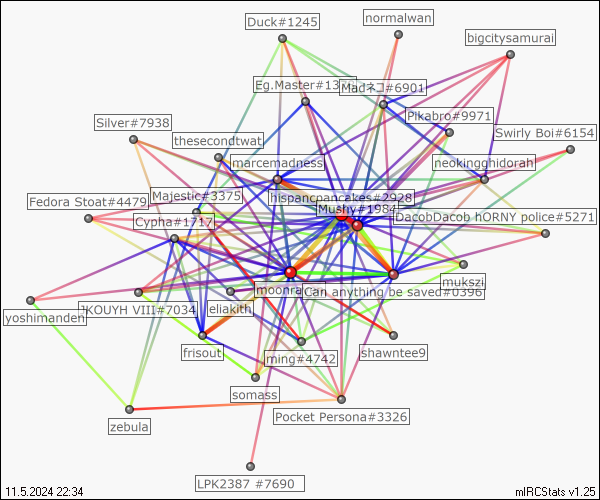 Duck#1245
normalwan
bigcitysamurai
Eg.Master#13
Madネコ#6901
Pikabro#9971
Silver#7938
Swirly Boi#6154
thesecondtwat
marcemadness
neokingghidorah
Majestic#3375
hispancpancakes#2928
Fedora Stoat#4479
Mushy#1984
DacobDacob hORNY police#5271
Cypha#1717
moonra
Can anything be saved#0396
mukszi
yoshimanden
JKOUYH VIII#7034
eliakith
frisout
ming#4742
shawntee9
somass
Pocket Persona#3326
zebula
LPK2387 #7690
11.5.2024 22:34
mIRCStats v1.25